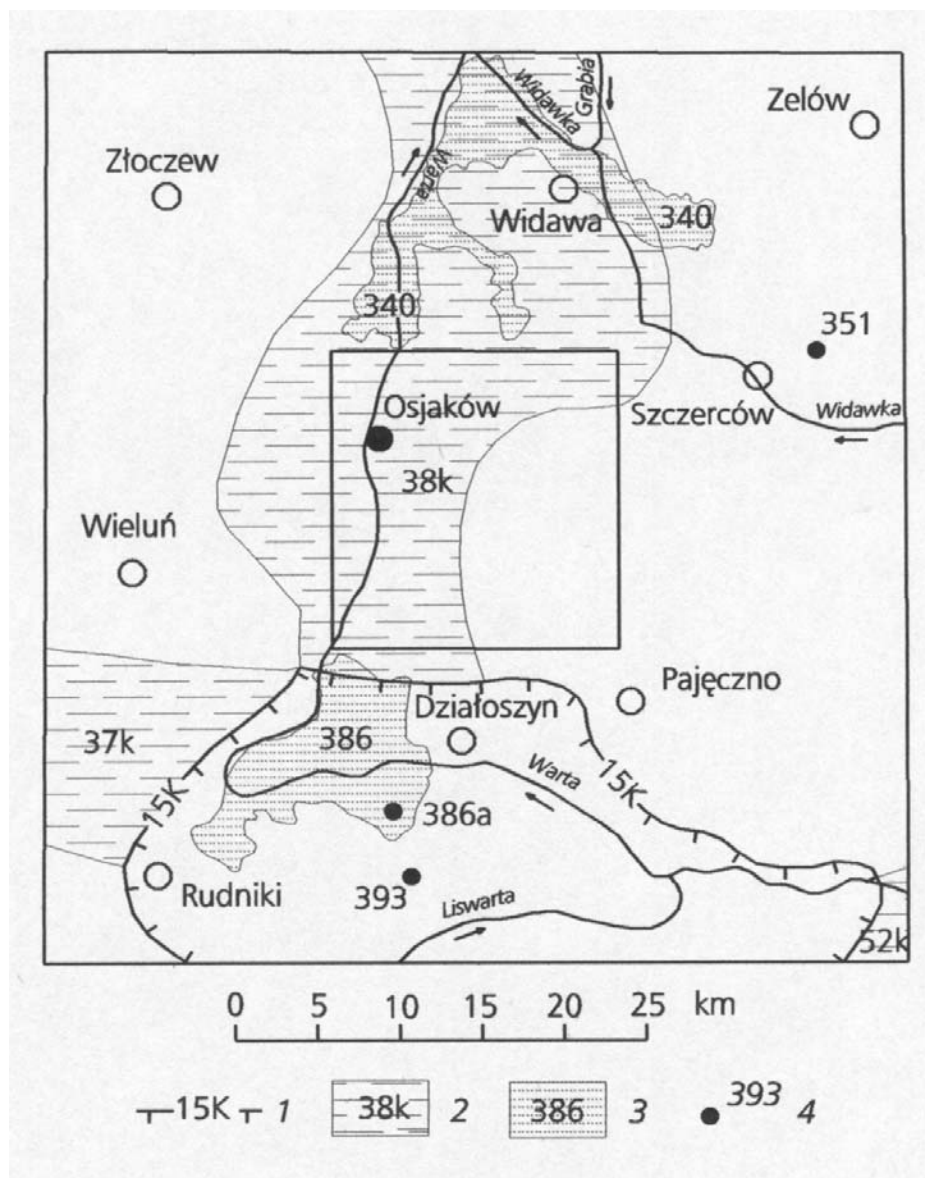 Widawka
Grabia
Zelów
Złoczew
Warta
Widawa
340
340
351
Osjaków
Szczerców
Widawka
38k
Wieluń
Pajęczno
Działoszyn
37k
386
15K
Warta
15K
386a
Rudniki
393
Liswarta
52k
0 5 10 15 20 25 km
15K 1 38k 2 386 3 393 4